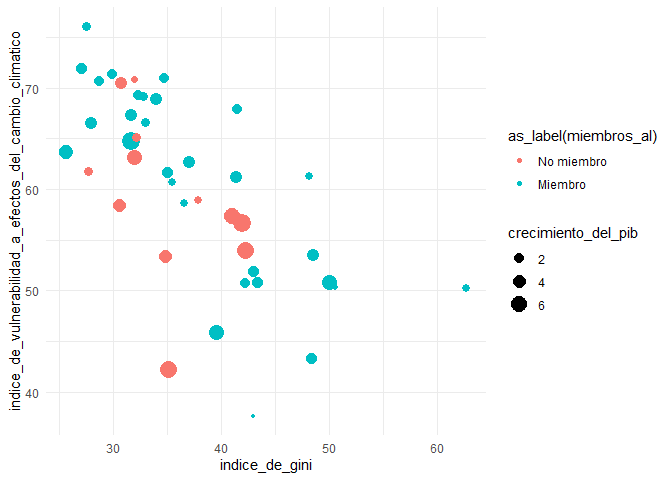 indice_de_vulnerabilidad_a_efectos_del_cambio_climatico
70
60
50
40
30
40
50
60
indice_de_gini
as_label(miembros_al)
No miembro
Miembro
crecimiento_del_pib
2
4
6